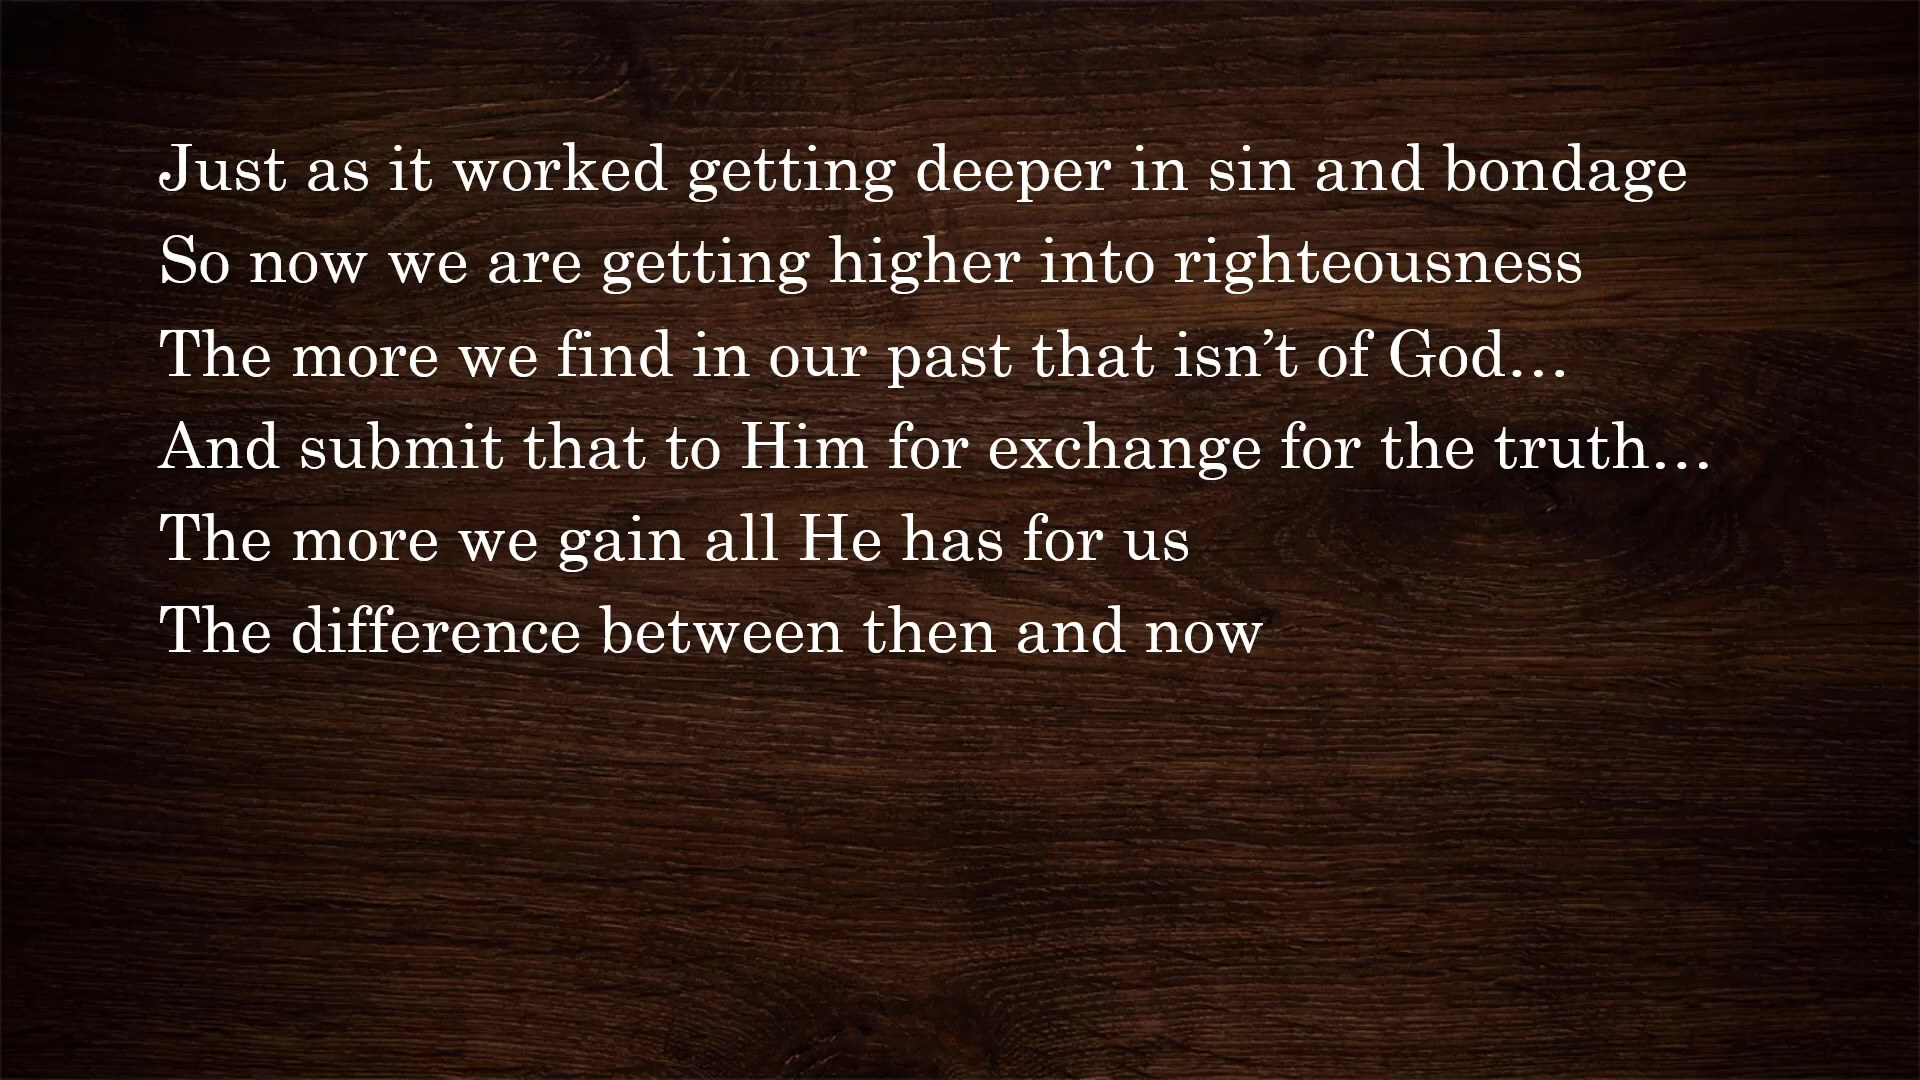 Just as it worked getting deeper in sin and bondage
So now we are getting higher into righteousness
The more we find in our past that isn’t of God…
And submit that to Him for exchange for the truth…
The more we gain all He has for us
The difference between then and now